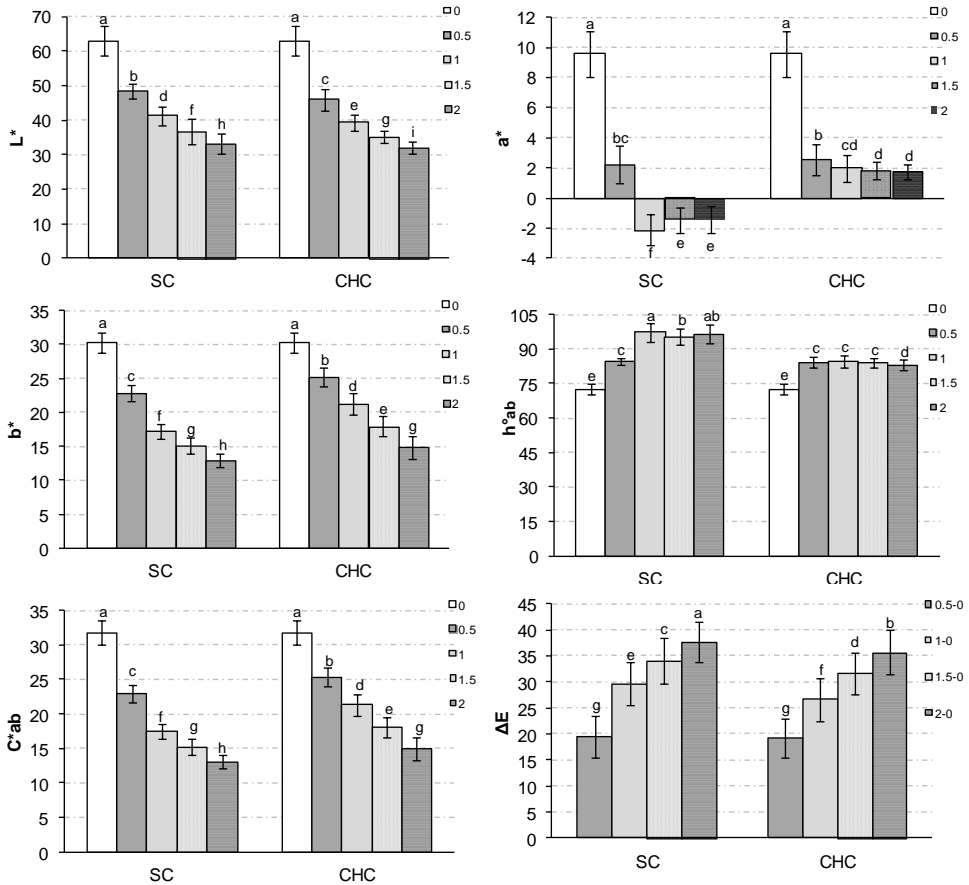 L*
70
60
50
40
30
20
10
0
a
b
d
f
h
a
c
e
g
i
SC
CHC
0
0.5
1
1.5
2
a*
12
10
8
6
4
2
0
-2
-4
a
bc
f
e
e
a
b
cd
d
d
SC
CHC
0
0.5
1
1.5
2
b*
35
30
25
20
15
10
5
0
a
c
f
g
h
a
b
d
e
g
SC
CHC
0
0.5
1
1.5
2
h°ab
105
90
75
60
45
30
15
0
e
c
a
b
ab
e
c
c
c
d
SC
CHC
0
0.5
1
1.5
2
C*ab
35
30
25
20
15
10
5
0
a
c
f
g
h
a
b
d
e
g
SC
CHC
0
0.5
1
1.5
2
ΔE
45
40
35
30
25
20
15
10
5
0
g
e
c
a
g
f
d
b
SC
CHC
0.5-0
1-0
1.5-0
2-0